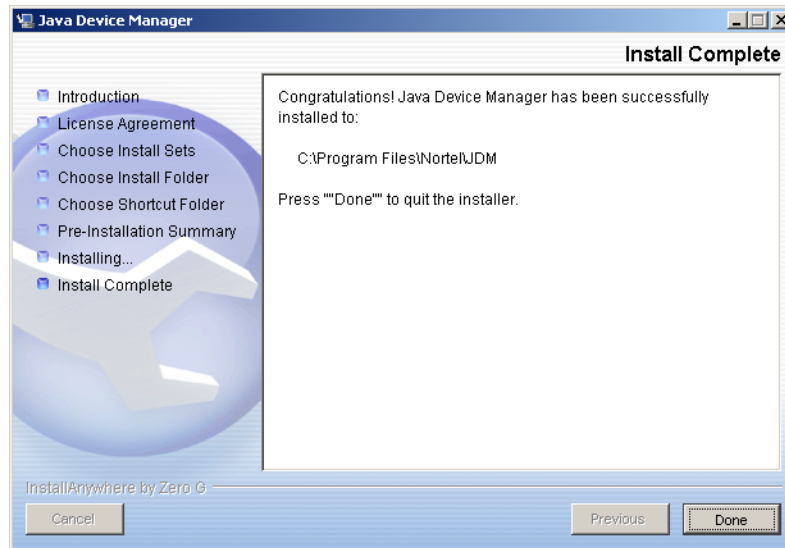 Java Device Manager
Install Complete
Introduction
License Agreement
Choose Install Sets
Choose Install Folder
Choose Shortcut Folder
Pre-Installation Summary
Installing...
Install Complete
Congratulations! Java Device Manager has been successfully
installed to:
C:\Program Files\Nortel\JDM
Press ""Done"" to quit the installer.
InstallAnywhere by Zero G
Cancel
Previous
Done